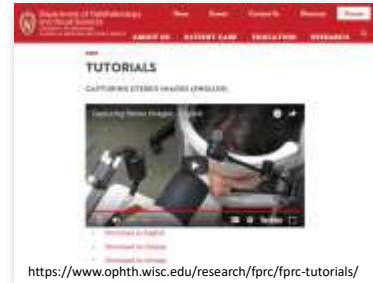 Department of Ophthalmology
and Visual Sciences
News Events Contact Us Directory
ABOUT US PATIENT CARE EDUCATION RESEARCH
TUTORIALS
CAPTURING STEREO IMAGES (ENGLISH)
Capturing Stereo Images - English
YouTube
Download in English
https://www.ophth.wisc.edu/research/fprc/fprc-tutorials/